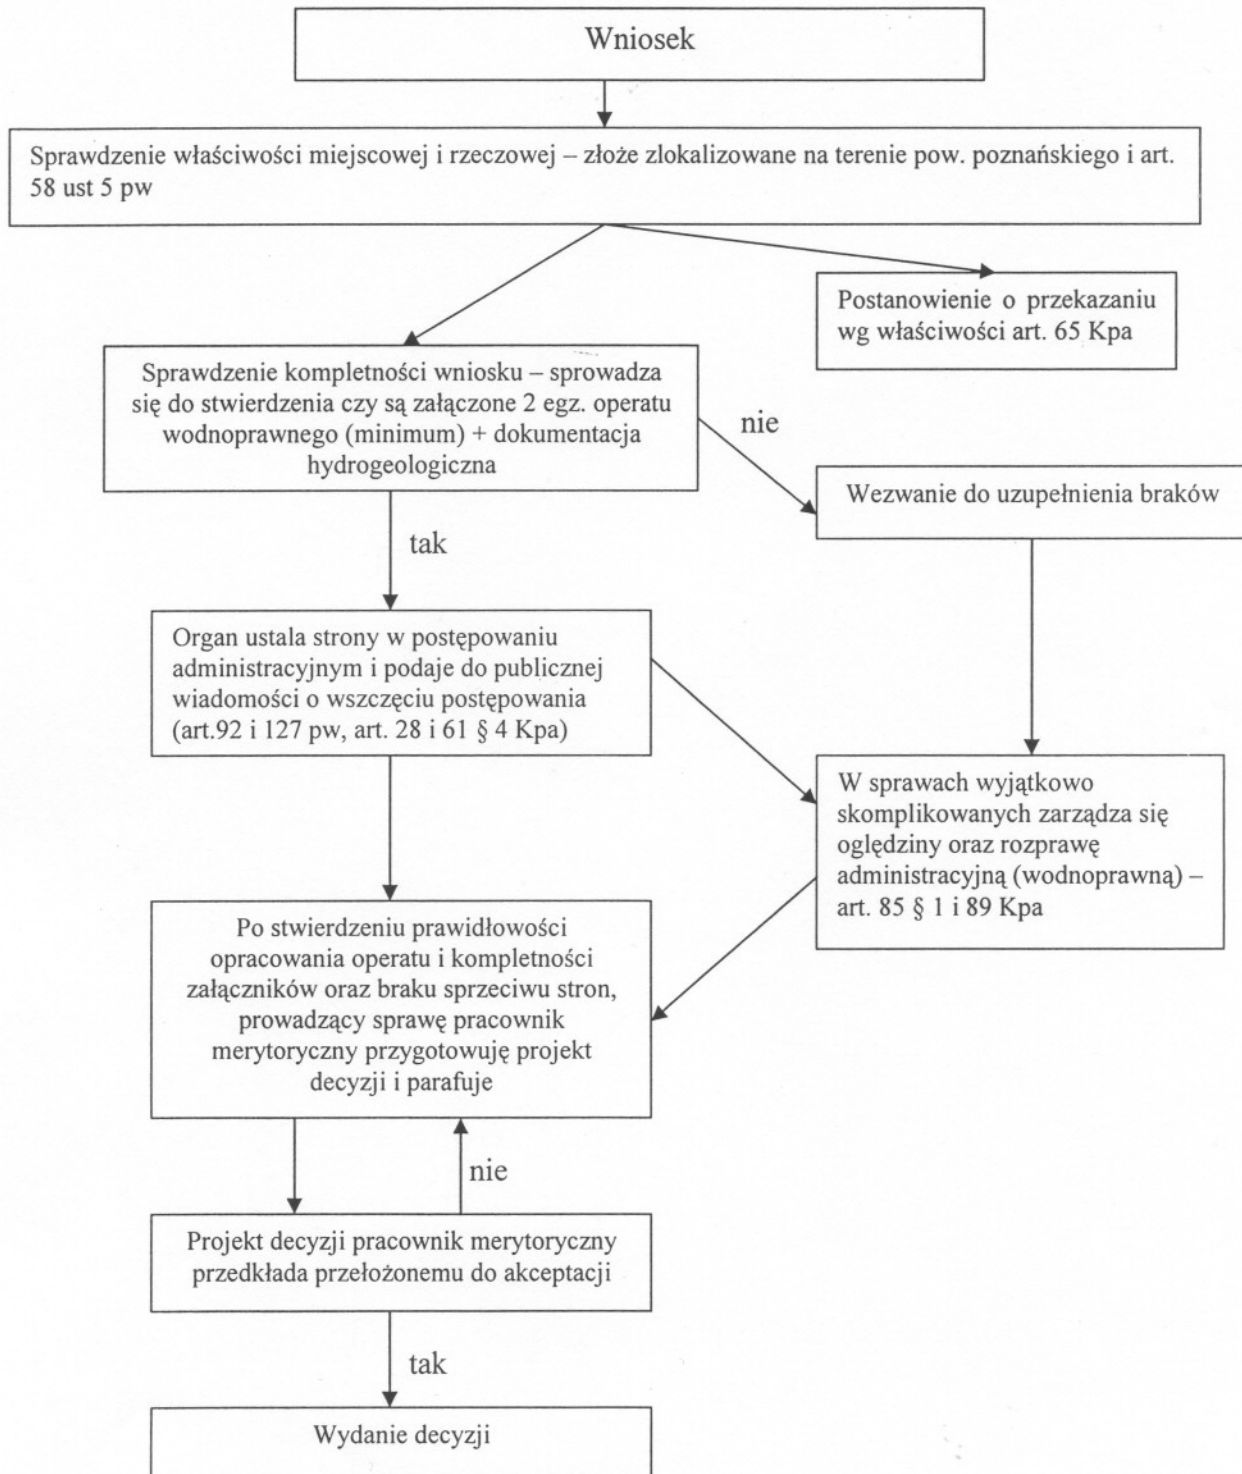 Wniosek
Sprawdzenie właściwości miejscowej i rzeczowej – złoże zlokalizowane na terenie pow. poznańskiego i art.
58 ust 5 pw
Postanowienie o przekazaniu
wg właściwości art. 65 Kpa
Sprawdzenie kompletności wniosku – sprowadza
się do stwierdzenia czy są załączone 2 egz. operatu
wodnoprawnego (minimum) + dokumentacja
hydrogeologiczna
nie
Wezwanie do uzupełnienia braków
tak
Organ ustala strony w postępowaniu
administracyjnym i podaje do publicznej
wiadomości o wszczęciu postępowania
(art.92 i 127 pw, art. 28 i 61 § 4 Kpa)
W sprawach wyjątkowo
skomplikowanych zarządza się
oględziny oraz rozprawę
administracyjną (wodnoprawną) –
art. 85 § 1 i 89 Kpa
Po stwierdzeniu prawidłowości
opracowania operatu i kompletności
załączników oraz braku sprzeciwu stron,
prowadzący sprawę pracownik
merytoryczny przygotowuję projekt
decyzji i parafuje
nie
Projekt decyzji pracownik merytoryczny
przedkłada przełożonemu do akceptacji
tak
Wydanie decyzji